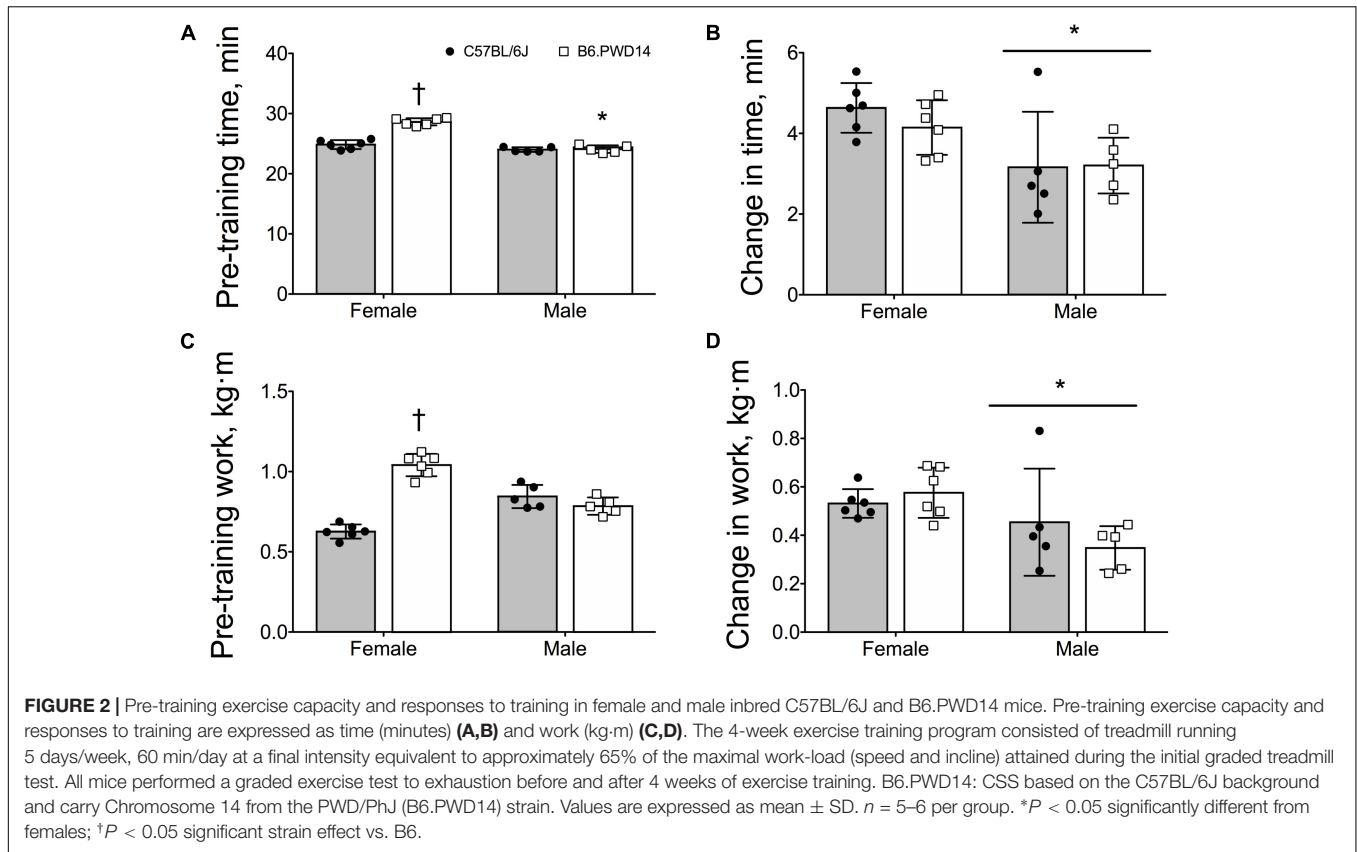 A
B
Pre-training time, min
40
30
20
10
0
C57BL/6J
B6.PWD14
†
*
Female
Male
Change in time, min
6
4
2
0
*
Female
Male
C
D
Pre-training work, kg·m
1.5
1.0
0.5
0.0
†
Female
Male
Change in work, kg·m
1.0
0.8
0.6
0.4
0.2
0.0
*
Female
Male
FIGURE 2 | Pre-training exercise capacity and responses to training in female and male inbred C57BL/6J and B6.PWD14 mice. Pre-training exercise capacity and
responses to training are expressed as time (minutes) (A,B) and work (kg·m) (C,D). The 4-week exercise training program consisted of treadmill running
5 days/week, 60 min/day at a final intensity equivalent to approximately 65% of the maximal work-load (speed and incline) attained during the initial graded treadmill
test. All mice performed a graded exercise test to exhaustion before and after 4 weeks of exercise training. B6.PWD14: CSS based on the C57BL/6J background
and carry Chromosome 14 from the PWD/PhJ (B6.PWD14) strain. Values are expressed as mean ± SD. n = 5–6 per group. *P < 0.05 significantly different from
females; †P < 0.05 significant strain effect vs. B6.